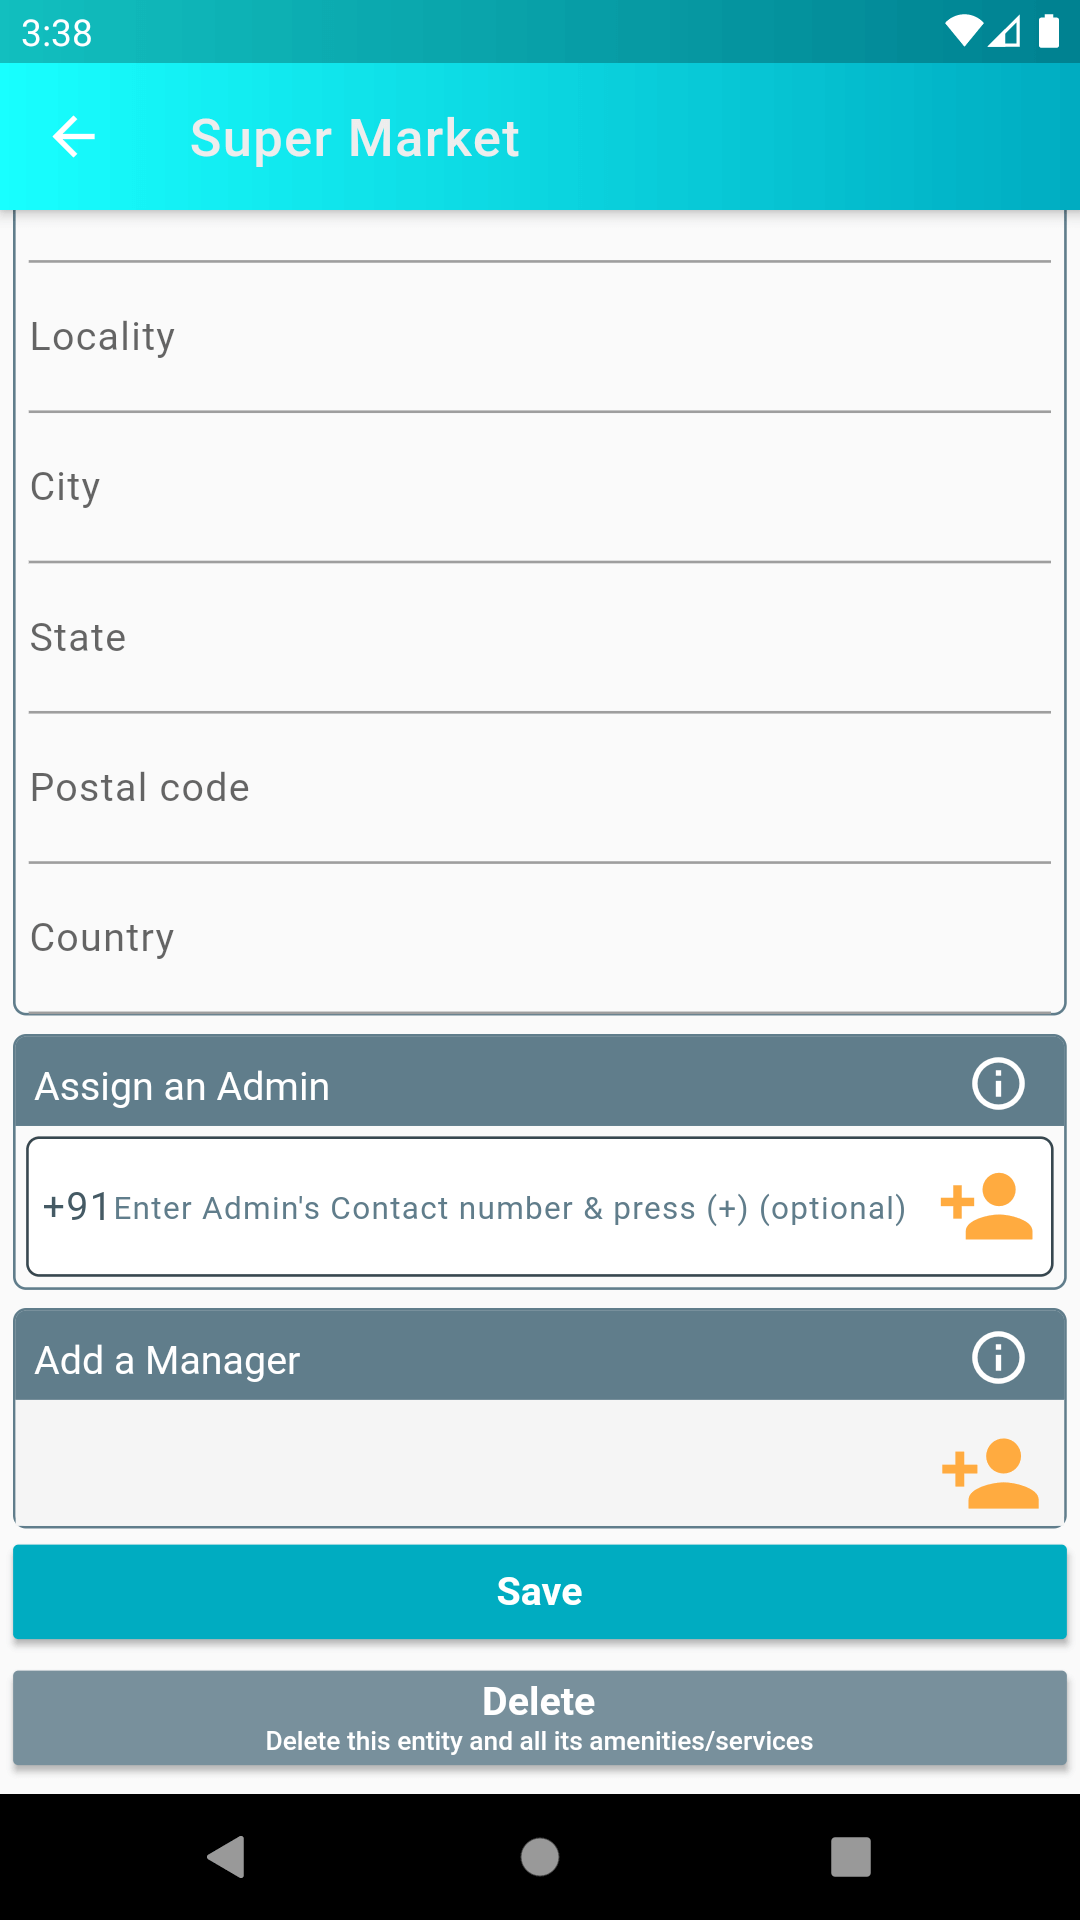 3:38
Super Market
Locality
City
State
Postal code
Country
Assign an Admin
+91 Enter Admin's Contact number & press (+) (optional)
Add a Manager
Save
Delete
Delete this entity and all its amenities/services